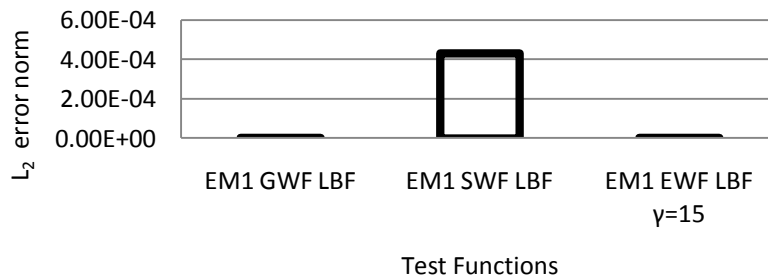 6.00E-04
4.00E-04
2.00E-04
0.00E+00
L₂ error norm
EM1 GWF LBF
EM1 SWF LBF
EM1 EWF LBF
γ=15
Test Functions